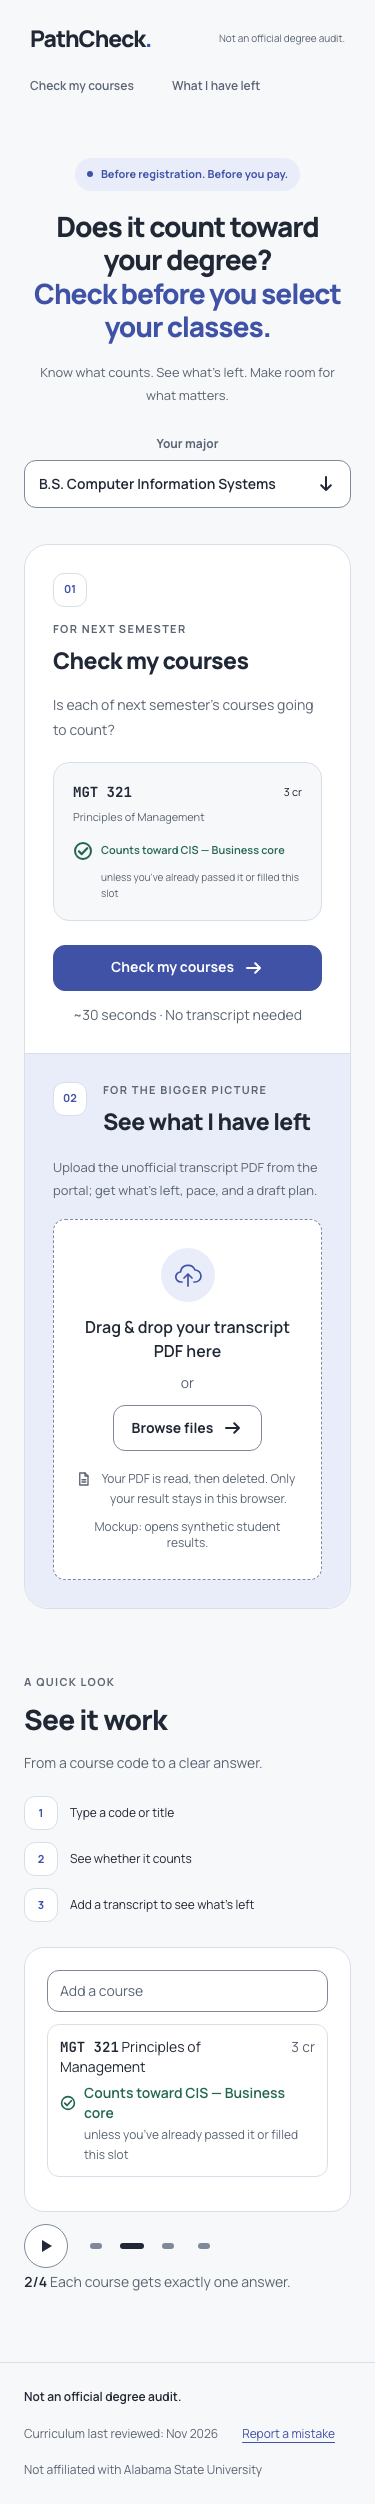 PathCheck.
Not an official degree audit.
Check my courses
What I have left
Before registration. Before you pay.
Does it count toward
your degree?
Check before you select
your classes.
Know what counts. See what's left. Make room for
what matters.
Your major
B.S. Computer Information Systems
01
FOR NEXT SEMESTER
Check my courses
Is each of next semester's courses going
to count?
MGT 321
3 cr
Principles of Management
Counts toward CIS — Business core
unless you've already passed it or filled this
slot
Check my courses
~30 seconds · No transcript needed
02
FOR THE BIGGER PICTURE
See what I have left
Upload the unofficial transcript PDF from the
portal; get what's left, pace, and a draft plan.
Drag & drop your transcript
PDF here
or
Browse files
Your PDF is read, then deleted. Only
your result stays in this browser.
Mockup: opens synthetic student
results.
A QUICK LOOK
See it work
From a course code to a clear answer.
1 Type a code or title
2 See whether it counts
3 Add a transcript to see what's left
Add a course
MGT 321 Principles of 3 cr
Management
Counts toward CIS — Business
core
unless you've already passed it or filled
this slot
2/4 Each course gets exactly one answer.
Not an official degree audit.
Curriculum last reviewed: Nov 2026 Report a mistake
Not affiliated with Alabama State University